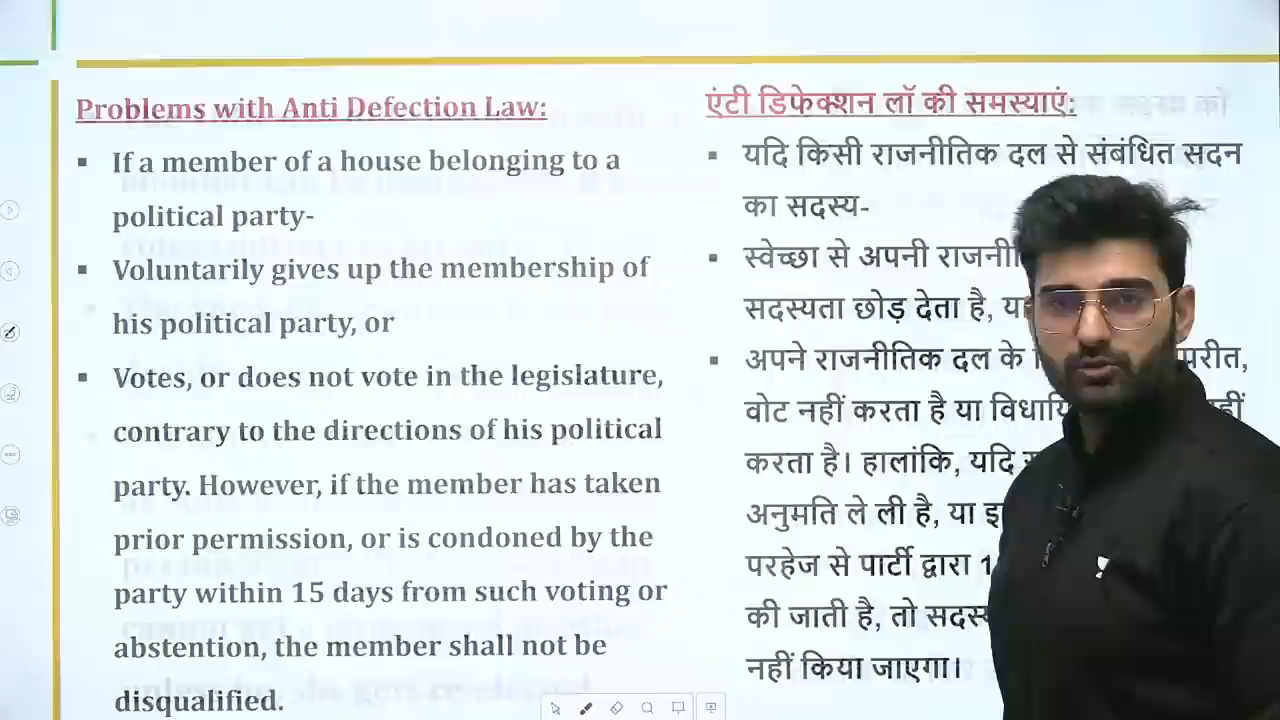 Problems with Anti Defection Law:
▪ If a member of a house belonging to a
political party-
▪ Voluntarily gives up the membership of
his political party, or
▪ Votes, or does not vote in the legislature,
contrary to the directions of his political
party. However, if the member has taken
prior permission, or is condoned by the
party within 15 days from such voting or
abstention, the member shall not be
disqualified.
एंटी डिफेक्शन लॉ की समस्याएं:
▪ यदि किसी राजनीतिक दल से संबंधित सदन
का सदस्य-
▪ स्वेच्छा से अपनी
सदस्यता छोड़ देता है,
▪ अपने राजनीतिक दल के
वोट नहीं करता है या
करता है। हालांकि, यदि
अनुमति ले ली है, या
परहेज से पार्टी द्वारा
की जाती है, तो
नहीं किया जाएगा।